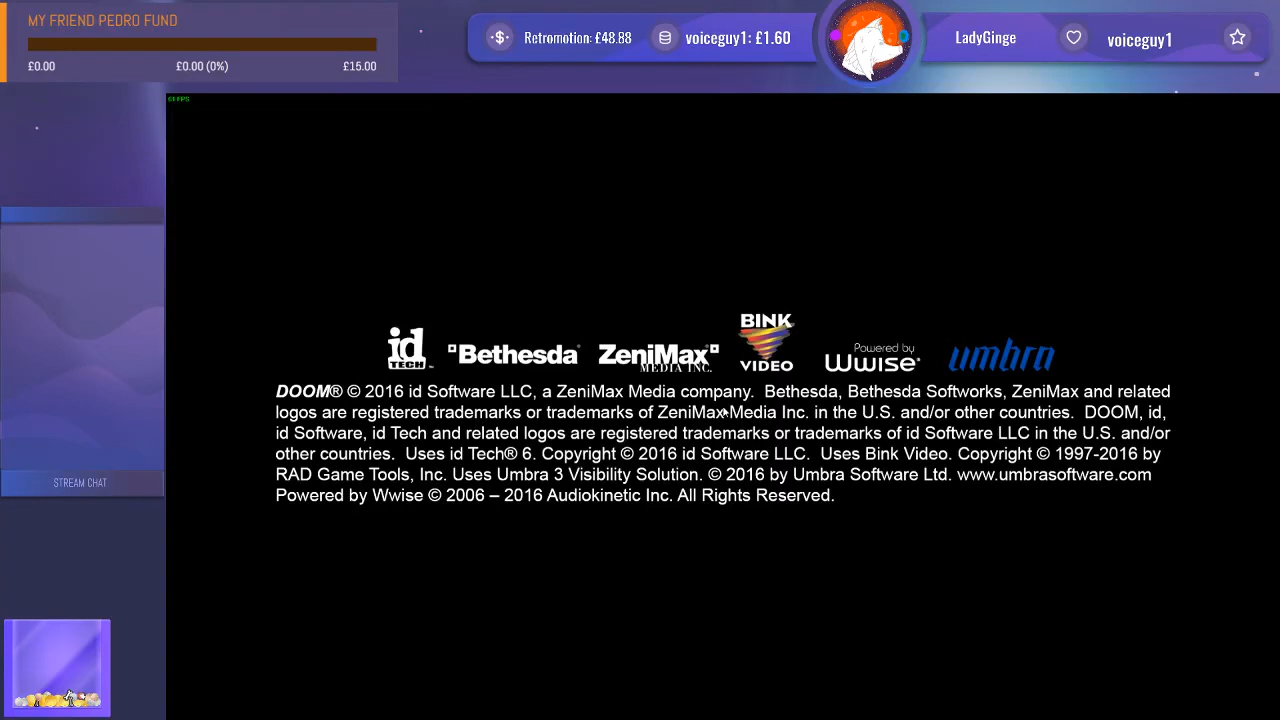 MY FRIEND PEDRO FUND
£0.00 £0.00 (0%) £15.00
Retromotion: £48.88 voiceguy1: £1.60 LadyGinge voiceguy1
61 FPS
id TECH Bethesda ZeniMax MEDIA INC. BINK VIDEO Powered by Wwise umbra
DOOM® © 2016 id Software LLC, a ZeniMax Media company. Bethesda, Bethesda Softworks, ZeniMax and related
logos are registered trademarks or trademarks of ZeniMax Media Inc. in the U.S. and/or other countries. DOOM, id,
id Software, id Tech and related logos are registered trademarks or trademarks of id Software LLC in the U.S. and/or
other countries. Uses id Tech® 6. Copyright © 2016 id Software LLC. Uses Bink Video. Copyright © 1997-2016 by
RAD Game Tools, Inc. Uses Umbra 3 Visibility Solution. © 2016 by Umbra Software Ltd. www.umbrasoftware.com
Powered by Wwise © 2006 – 2016 Audiokinetic Inc. All Rights Reserved.
STREAM CHAT